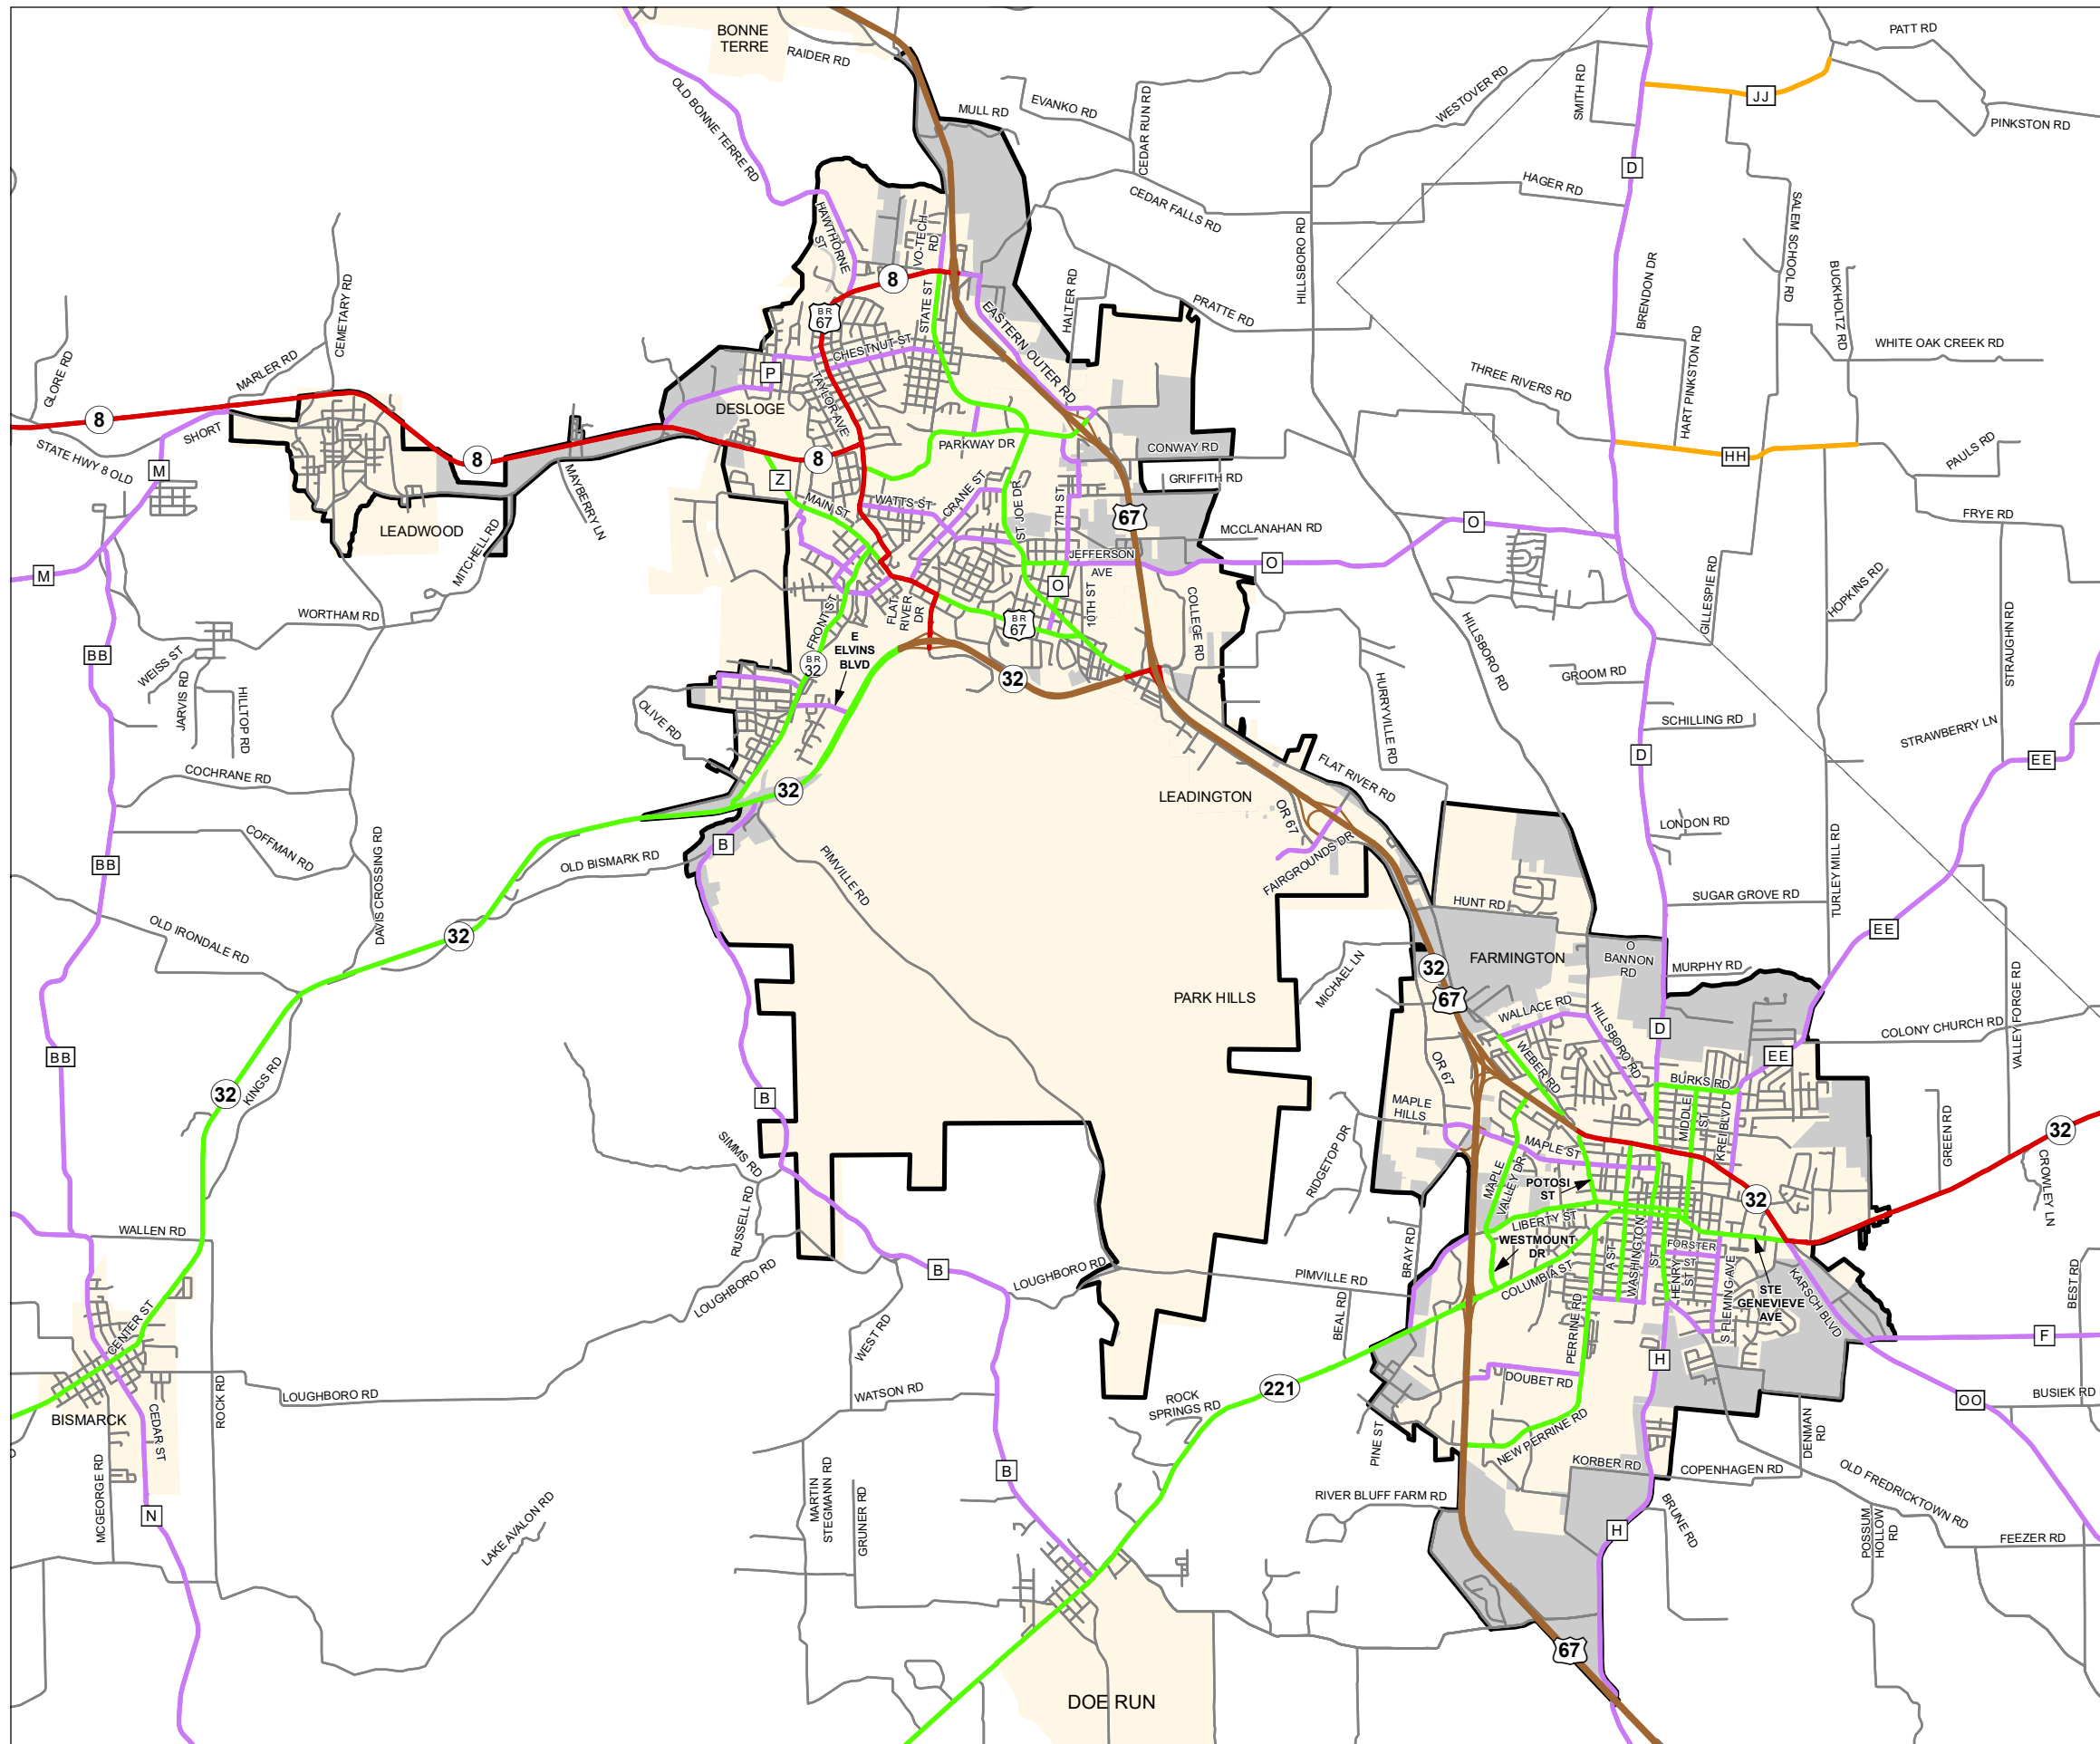 BONNE
TERRE
RAIDER RD
OLD BONNE TERRE RD
MULL RD
EVANKO RD
CEDAR RUN RD
WESTOVER RD
SMITH RD
PATT RD
JJ
PINKSTON RD
D
HAGER RD
CEDAR FALLS RD
HILLSBORO RD
SALEM SCHOOL RD
BUCKHOLTZ RD
BRENDON DR
HART PINKSTON RD
WHITE OAK CREEK RD
HAWTHORNE
ST
VO-TECH
RD
8
BR
67
STATE ST
EASTERN OUTER RD
HALTER RD
PRATTE RD
CEMETARY RD
GLORE RD
MARLER RD
CHESTNUT ST
P
TAYLOR AVE
DESLOGE
THREE RIVERS RD
8
SHORT
STATE HWY 8 OLD
M
8
8
MAYBERRY LN
Z
PARKWAY DR
CONWAY RD
GRIFFITH RD
HH
PAULS RD
MAIN ST
WATTS ST
CRANE ST
ST JOE DR
7TH ST
67
MCCLANAHAN RD
O
FRYE RD
LEADWOOD
MITCHELL RD
JEFFERSON
AVE
O
O
M
WORTHAM RD
10TH ST
COLLEGE RD
FLAT
RIVER
DR
FRONT ST
BR
67
BR
32
E
ELVINS
BLVD
32
HILLSBORO RD
GILLESPIE RD
HOPKINS RD
STRAUGHN RD
BB
WEISS ST
JARVIS RD
HILLTOP RD
OLIVE RD
HURRYVILLE RD
GROOM RD
SCHILLING RD
STRAWBERRY LN
D
EE
COCHRANE RD
32
LEADINGTON
OR 67
FLAT RIVER RD
FAIRGROUNDS DR
COFFMAN RD
DAVIS CROSSING RD
OLD BISMARK RD
B
PIMVILLE RD
LONDON RD
TURLEY MILL RD
BB
OLD IRONDALE RD
32
HUNT RD
SUGAR GROVE RD
EE
O
BANNON
RD
MURPHY RD
FARMINGTON
32
67
MICHAEL LN
PARK HILLS
WALLACE RD
HILLSBORO RD
D
VALLEY FORGE RD
COLONY CHURCH RD
EE
BB
32
KINGS RD
B
OR 67
WEBER RD
BURKS RD
MIDDLE
ST
KREI BLVD
MAPLE
HILLS
GREEN RD
32
CROWLEY LN
SIMMS RD
RIDGETOP DR
MAPLE ST
MAPLE
VALLEY DR
POTOSI
ST
32
RUSSELL RD
WALLEN RD
LIBERTY ST
WESTMOUNT
DR
COLUMBIA ST
A ST
WASHINGTON
ST
FORSTER
ST
HENRY
ST
S FLEMING AVE
STE
GENEVIEVE
AVE
KARSCH BLVD
BEST RD
B
LOUGHBORO RD
LOUGHBORO RD
PIMVILLE RD
BRAY RD
BEAL RD
CENTER ST
WEST RD
PERRINE RD
H
F
BISMARCK
CEDAR ST
ROCK RD
LOUGHBORO RD
WATSON RD
ROCK
SPRINGS RD
221
DOUBET RD
OO
BUSIEK RD
MCGEORGE RD
N
LAKE AVALON RD
MARTIN
STEGMANN RD
GRUNER RD
B
PINE ST
NEW PERRINE RD
KORBER RD
COPENHAGEN RD
DENMAN
RD
OLD FREDRICKTOWN RD
RIVER BLUFF FARM RD
H
BRUNE RD
POSSUM
HOLLOW
RD
FEEZER RD
67
DOE RUN